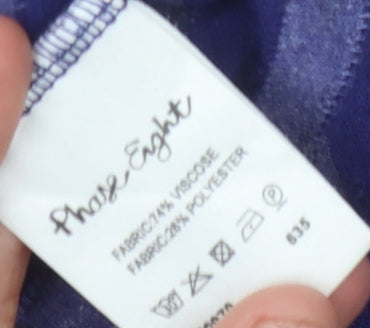 Phase Eight
FABRIC:74% VISCOSE
FABRIC:26% POLYESTER
635